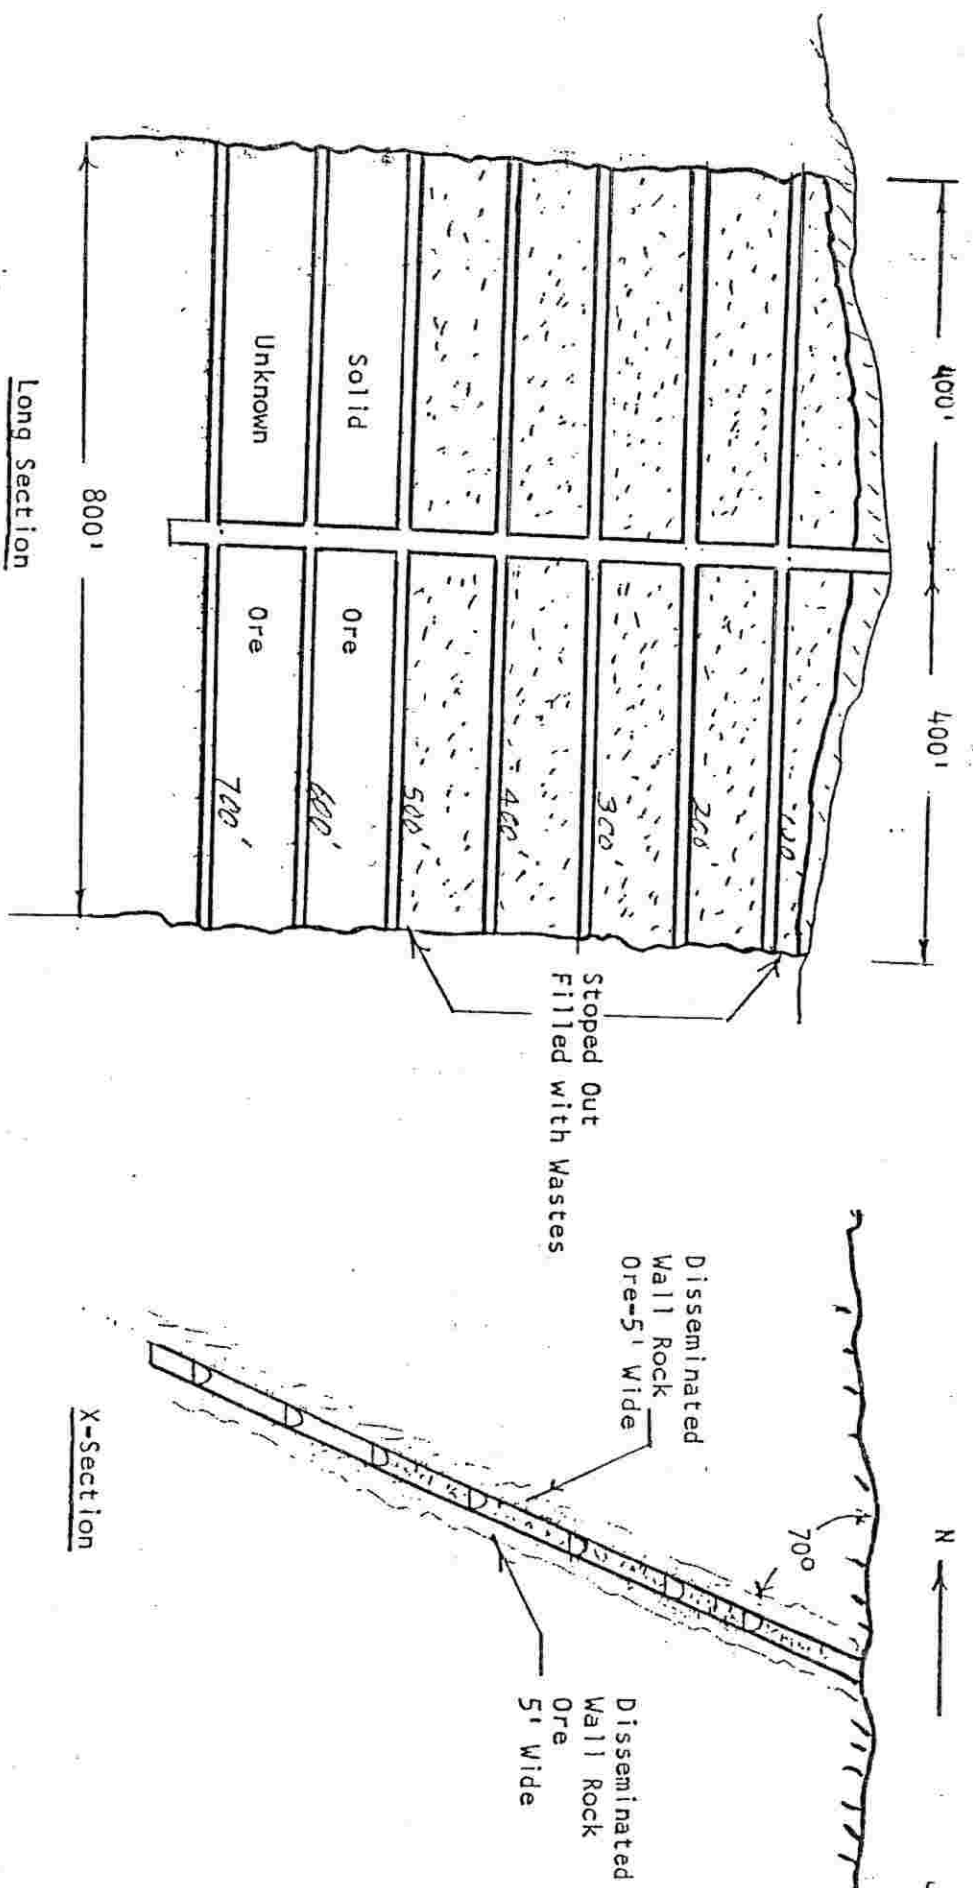 400'
400'
100'
200'
300'
400'
500'
Solid
Ore
600'
Unknown
Ore
700'
800'
Long Section
Stoped Out
Filled with Wastes
N
70°
Disseminated
Wall Rock
Ore-5' Wide
Disseminated
Wall Rock
Ore
5' Wide
X-Section